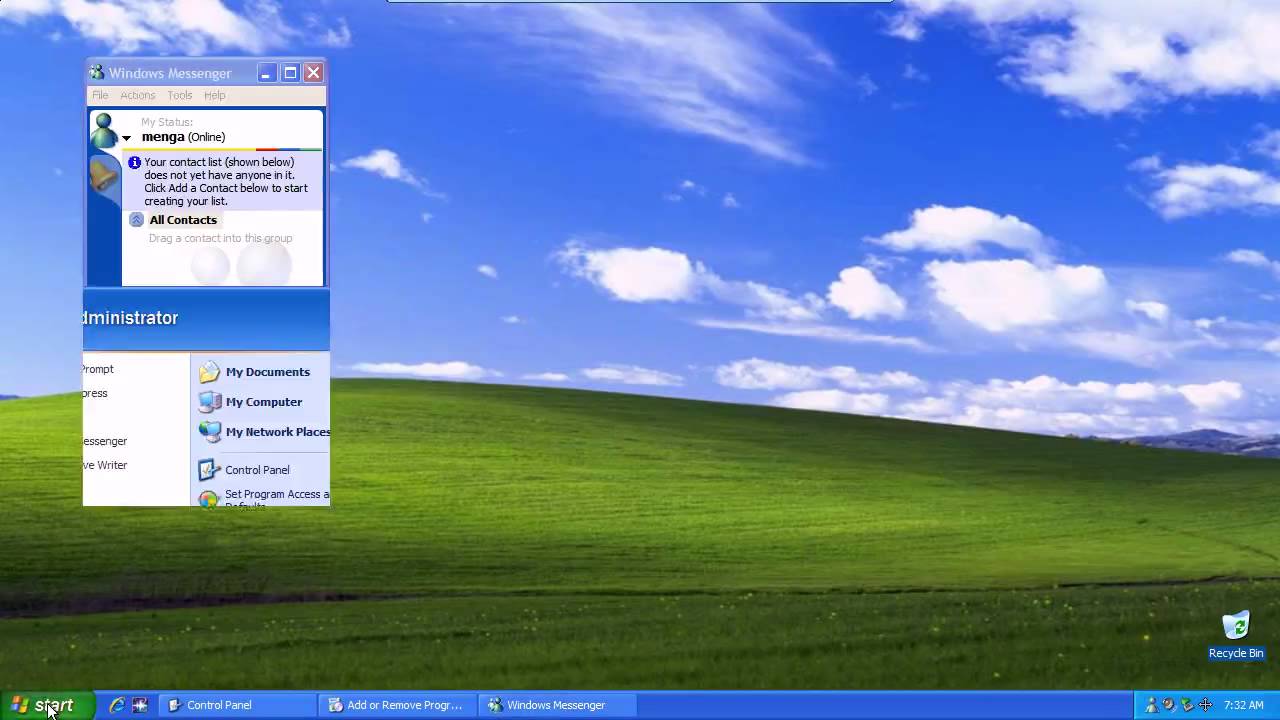 Windows Messenger
File Actions Tools Help
My Status:
menga (Online)
Your contact list (shown below)
does not yet have anyone in it.
Click Add a Contact below to start
creating your list.
All Contacts
Drag a contact into this group
dministrator
Prompt
press
essenger
ve Writer
My Documents
My Computer
My Network Places
Control Panel
Set Program Access a
Defaults
Recycle Bin
start
Control Panel
Add or Remove Progr...
Windows Messenger
7:32 AM